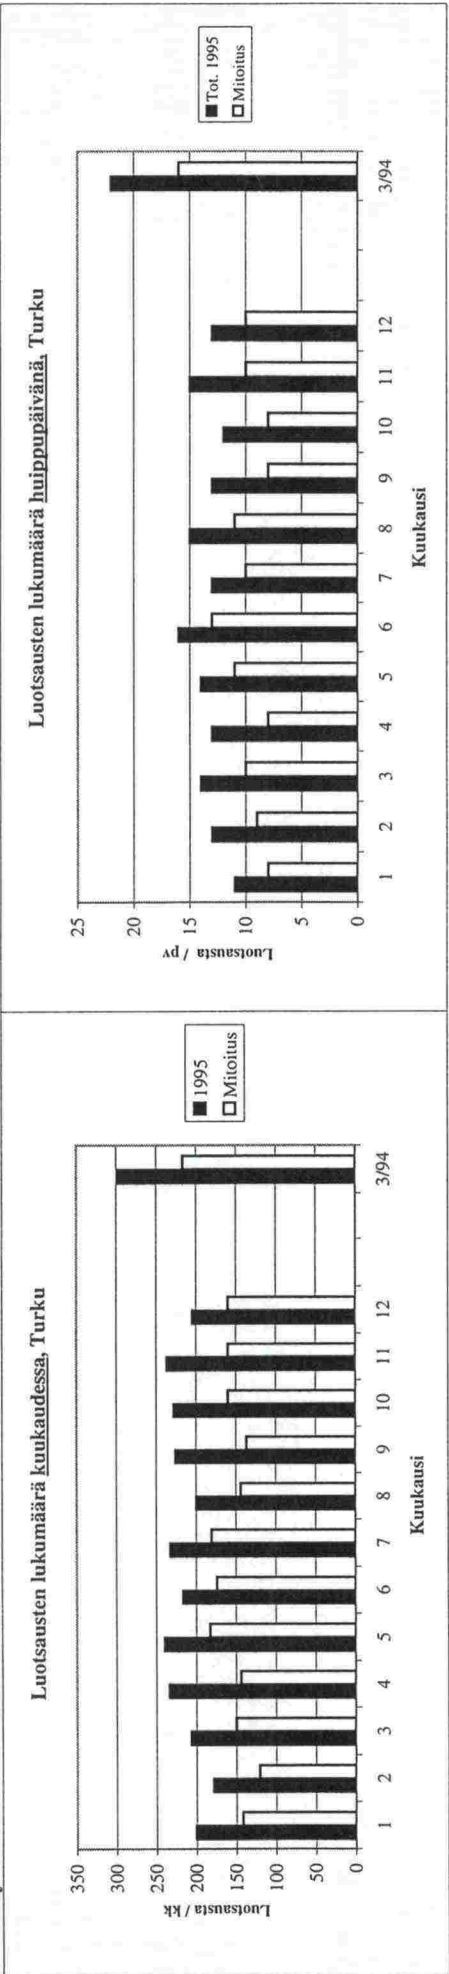 Luotsausten lukumäärä kuukaudessa, Turku
350
300
250
200
150
100
50
0
Luotsausta / kk
1 2 3 4 5 6 7 8 9 10 11 12 3/94
Kuukausi
1995
Mitoitus
Luotsausten lukumäärä huippupäivänä, Turku
25
20
15
10
5
0
Luotsausta / pv
1 2 3 4 5 6 7 8 9 10 11 12 3/94
Kuukausi
Tot. 1995
Mitoitus